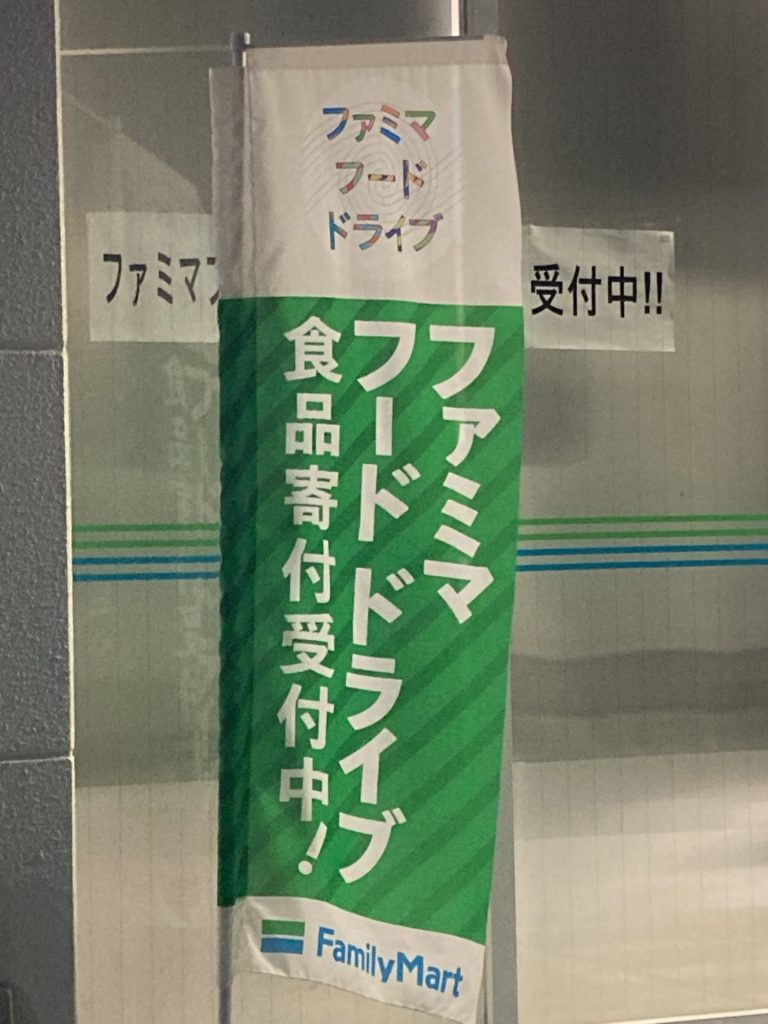 ファミマ
フード
ドライブ
ファミマフ
受付中!!
ファミマ
フードドライブ
食品寄付受付中!
FamilyMart